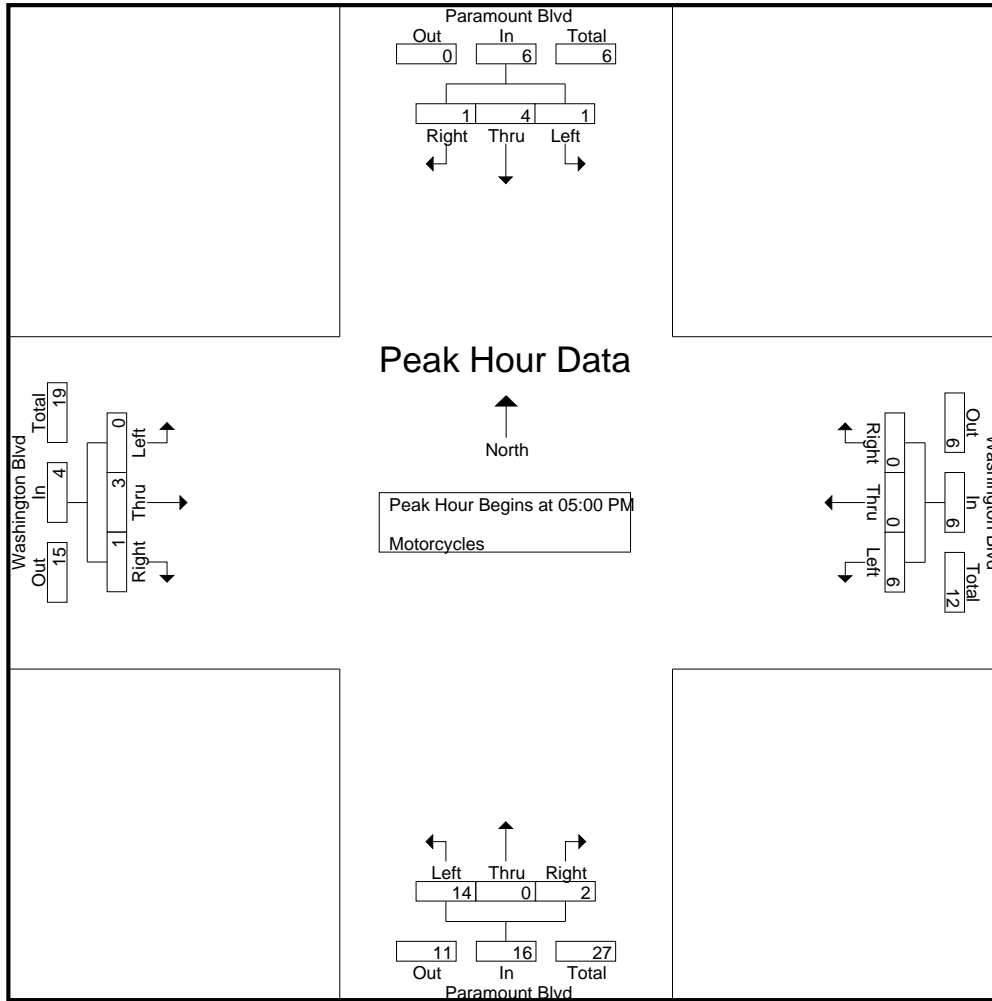 Paramount Blvd
Out In Total
0 6 6
1 4 1
Right Thru Left
Peak Hour Data
North
Peak Hour Begins at 05:00 PM
Motorcycles
Washington Blvd
Total In Out
19 4 15
0 3 1
Left Thru Right
Washington Blvd
Out In Total
6 6 12
0 0 6
Right Thru Left
Left Thru Right
14 0 2
11 16 27
Out In Total
Paramount Blvd